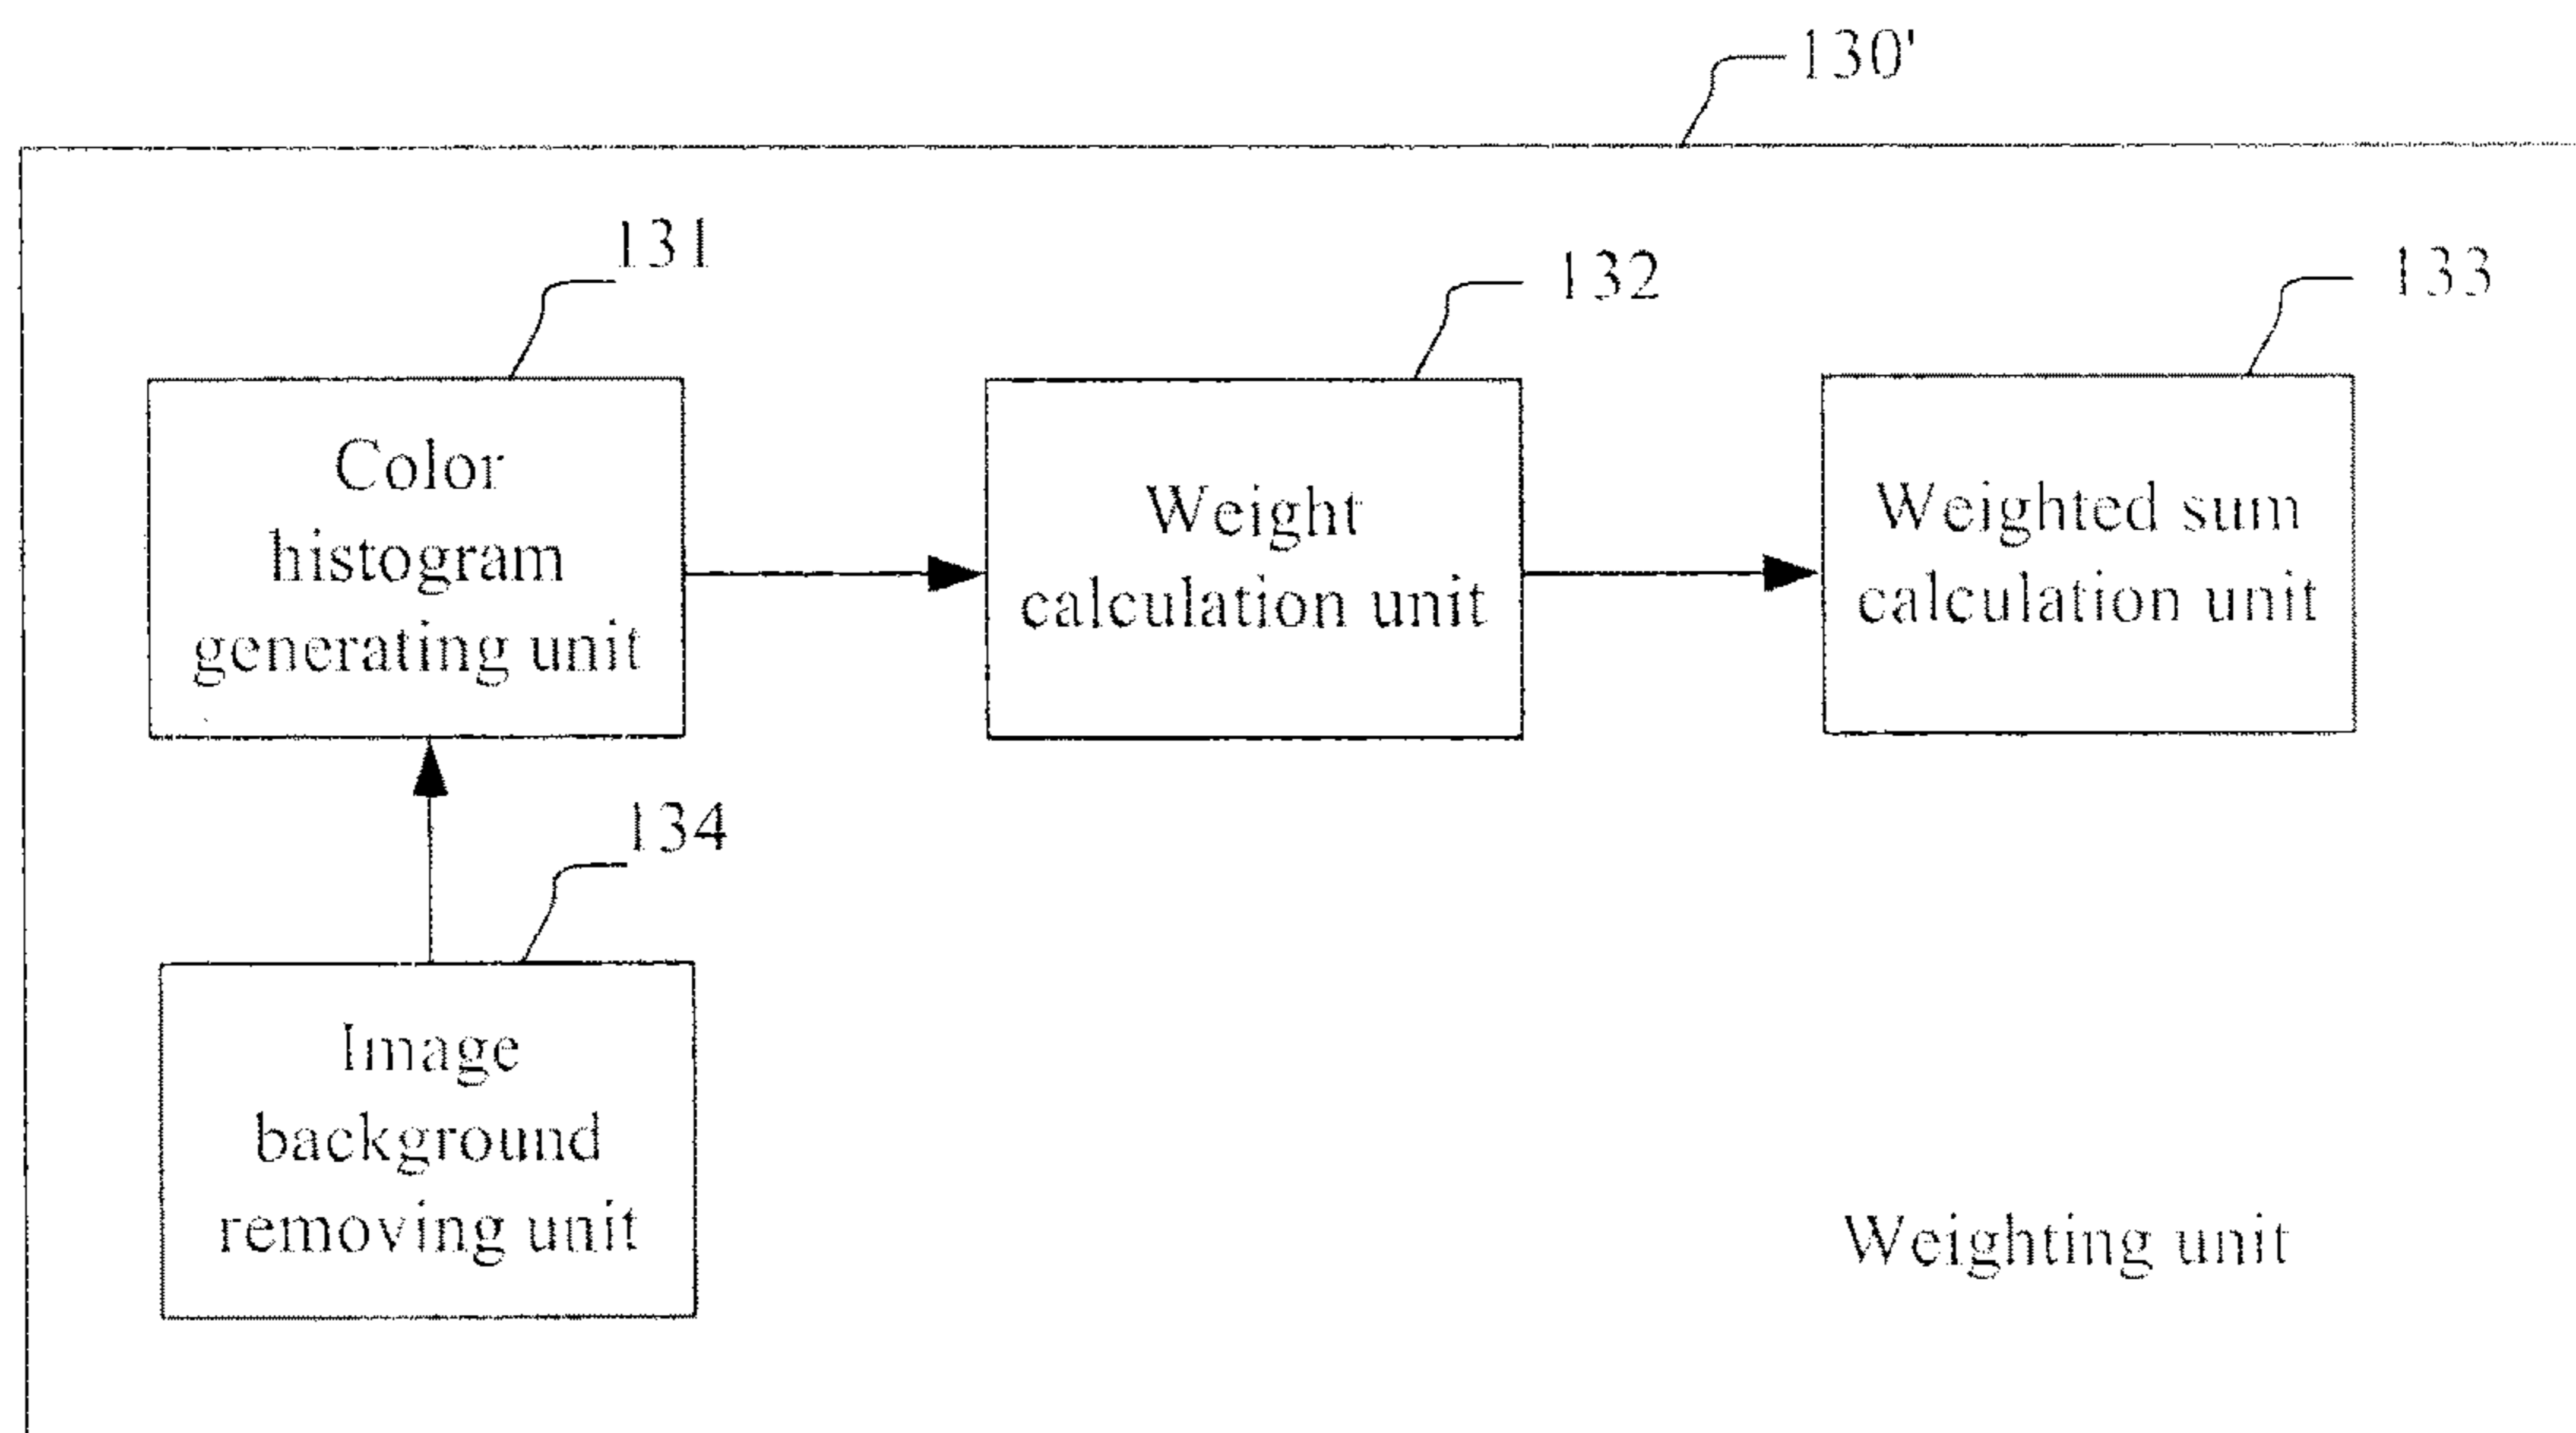 130'
131
132
133
Color
histogram
generating unit
Weight
calculation unit
Weighted sum
calculation unit
134
Image
background
removing unit
Weighting unit